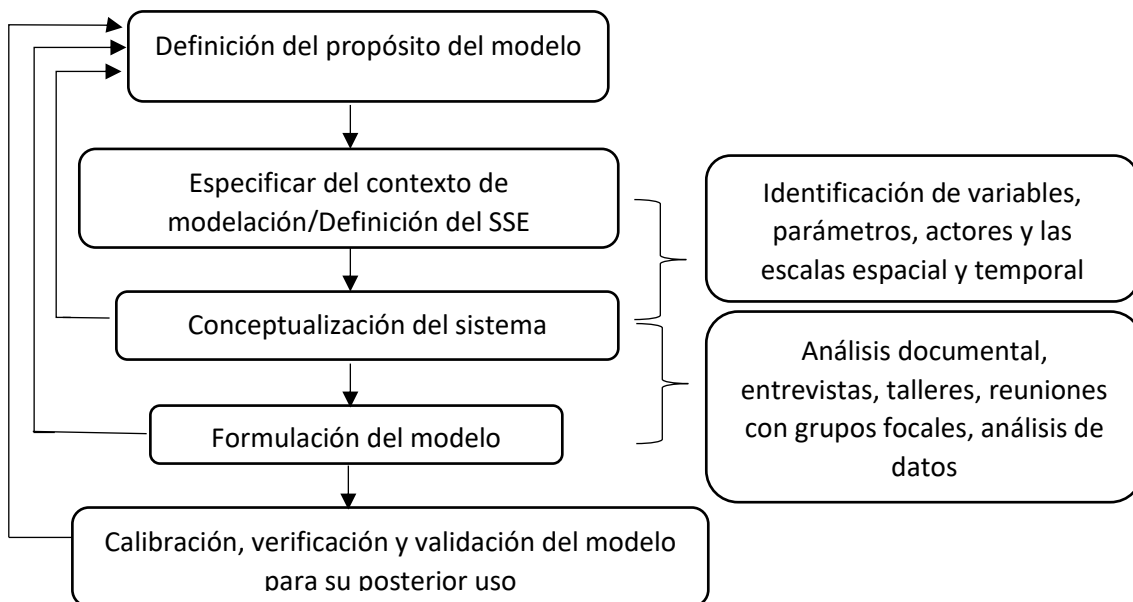 Definición del propósito del modelo
Especificar del contexto de
modelación/Definición del SSE
Identificación de variables,
parámetros, actores y las
escalas espacial y temporal
Conceptualización del sistema
Análisis documental,
entrevistas, talleres, reuniones
con grupos focales, análisis de
datos
Formulación del modelo
Calibración, verificación y validación del modelo
para su posterior uso